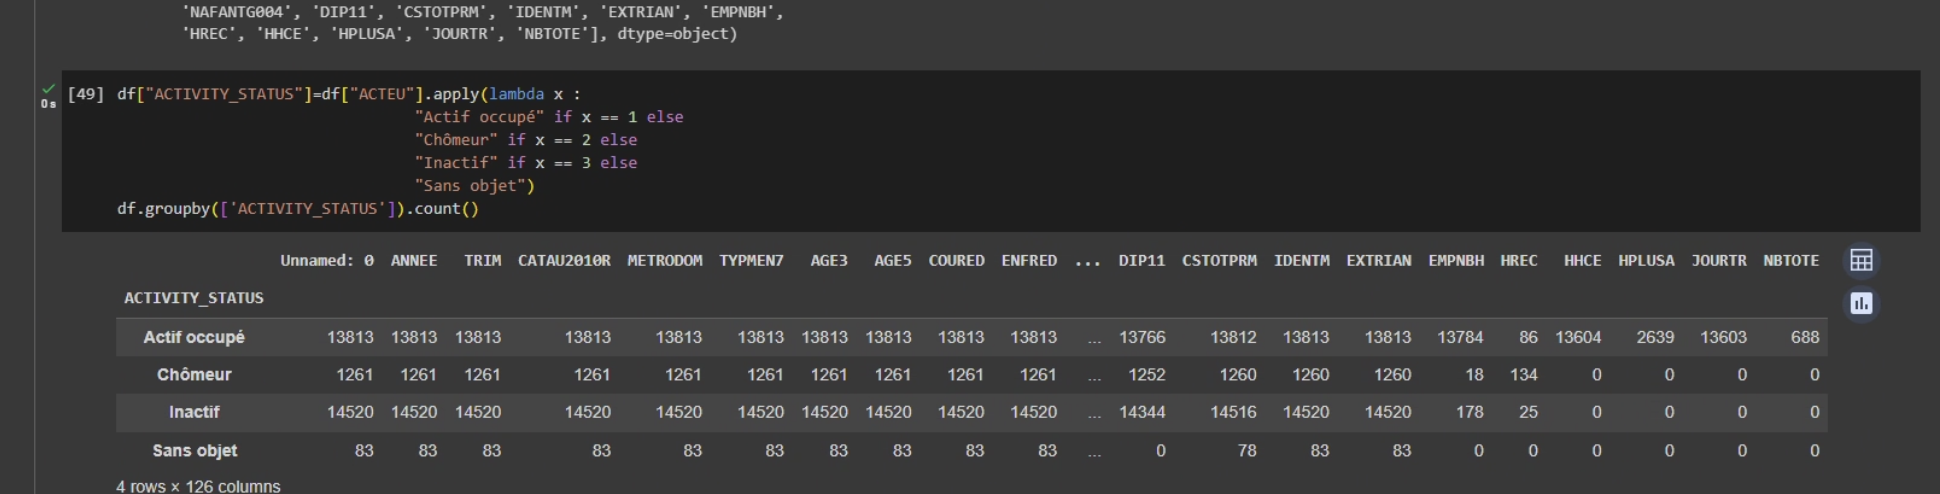 'NAFANTG004', 'DIP11', 'CSTOTPRM', 'IDENTM', 'EXTRIAN', 'EMPNBH',
'HREC', 'HHCE', 'HPLUSA', 'JOURTR', 'NBTOTE'], dtype=object)
0s [49] df["ACTIVITY_STATUS"]=df["ACTEU"].apply(lambda x :
"Actif occupé" if x == 1 else
"Chômeur" if x == 2 else
"Inactif" if x == 3 else
"Sans objet")
df.groupby(['ACTIVITY_STATUS']).count()
Unnamed: 0 ANNEE TRIM CATAU2010R METRODOM TYPMEN7 AGE3 AGE5 COURED ENFRED ... DIP11 CSTOTPRM IDENTM EXTRIAN EMPNBH HREC HHCE HPLUSA JOURTR NBTOTE
ACTIVITY_STATUS
Actif occupé 13813 13813 13813 13813 13813 13813 13813 13813 13813 13813 ... 13766 13812 13813 13813 13784 86 13604 2639 13603 688
Chômeur 1261 1261 1261 1261 1261 1261 1261 1261 1261 1261 ... 1252 1260 1260 1260 18 134 0 0 0 0
Inactif 14520 14520 14520 14520 14520 14520 14520 14520 14520 14520 ... 14344 14516 14520 14520 178 25 0 0 0 0
Sans objet 83 83 83 83 83 83 83 83 83 83 ... 0 78 83 83 0 0 0 0 0 0
4 rows × 126 columns